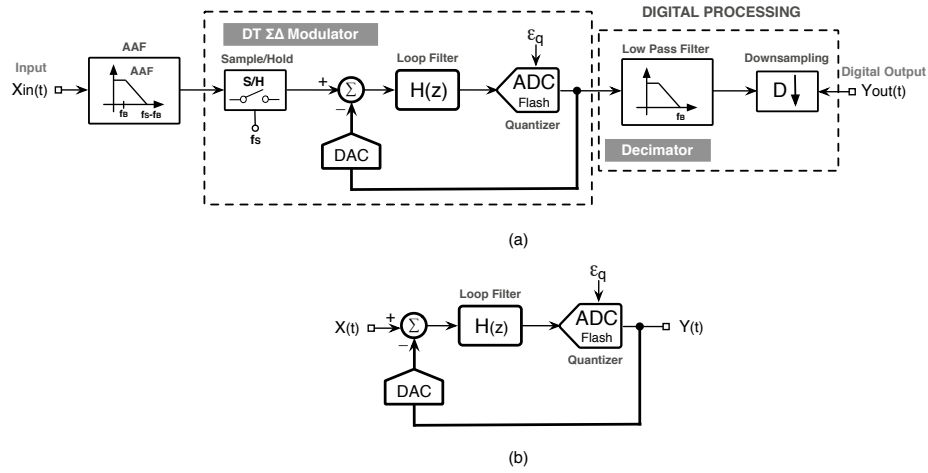 DIGITAL PROCESSING
DT ΣΔ Modulator
AAF
Input
Xin(t)
AAF
fB
fS-fB
Sample/Hold
S/H
fS
+
−
Σ
Loop Filter
H(z)
εq
ADC
Flash
Quantizer
DAC
Low Pass Filter
fB
Decimator
Downsampling
D
Digital Output
Yout(t)
(a)
X(t)
+
−
Σ
Loop Filter
H(z)
εq
ADC
Flash
Quantizer
Y(t)
DAC
(b)